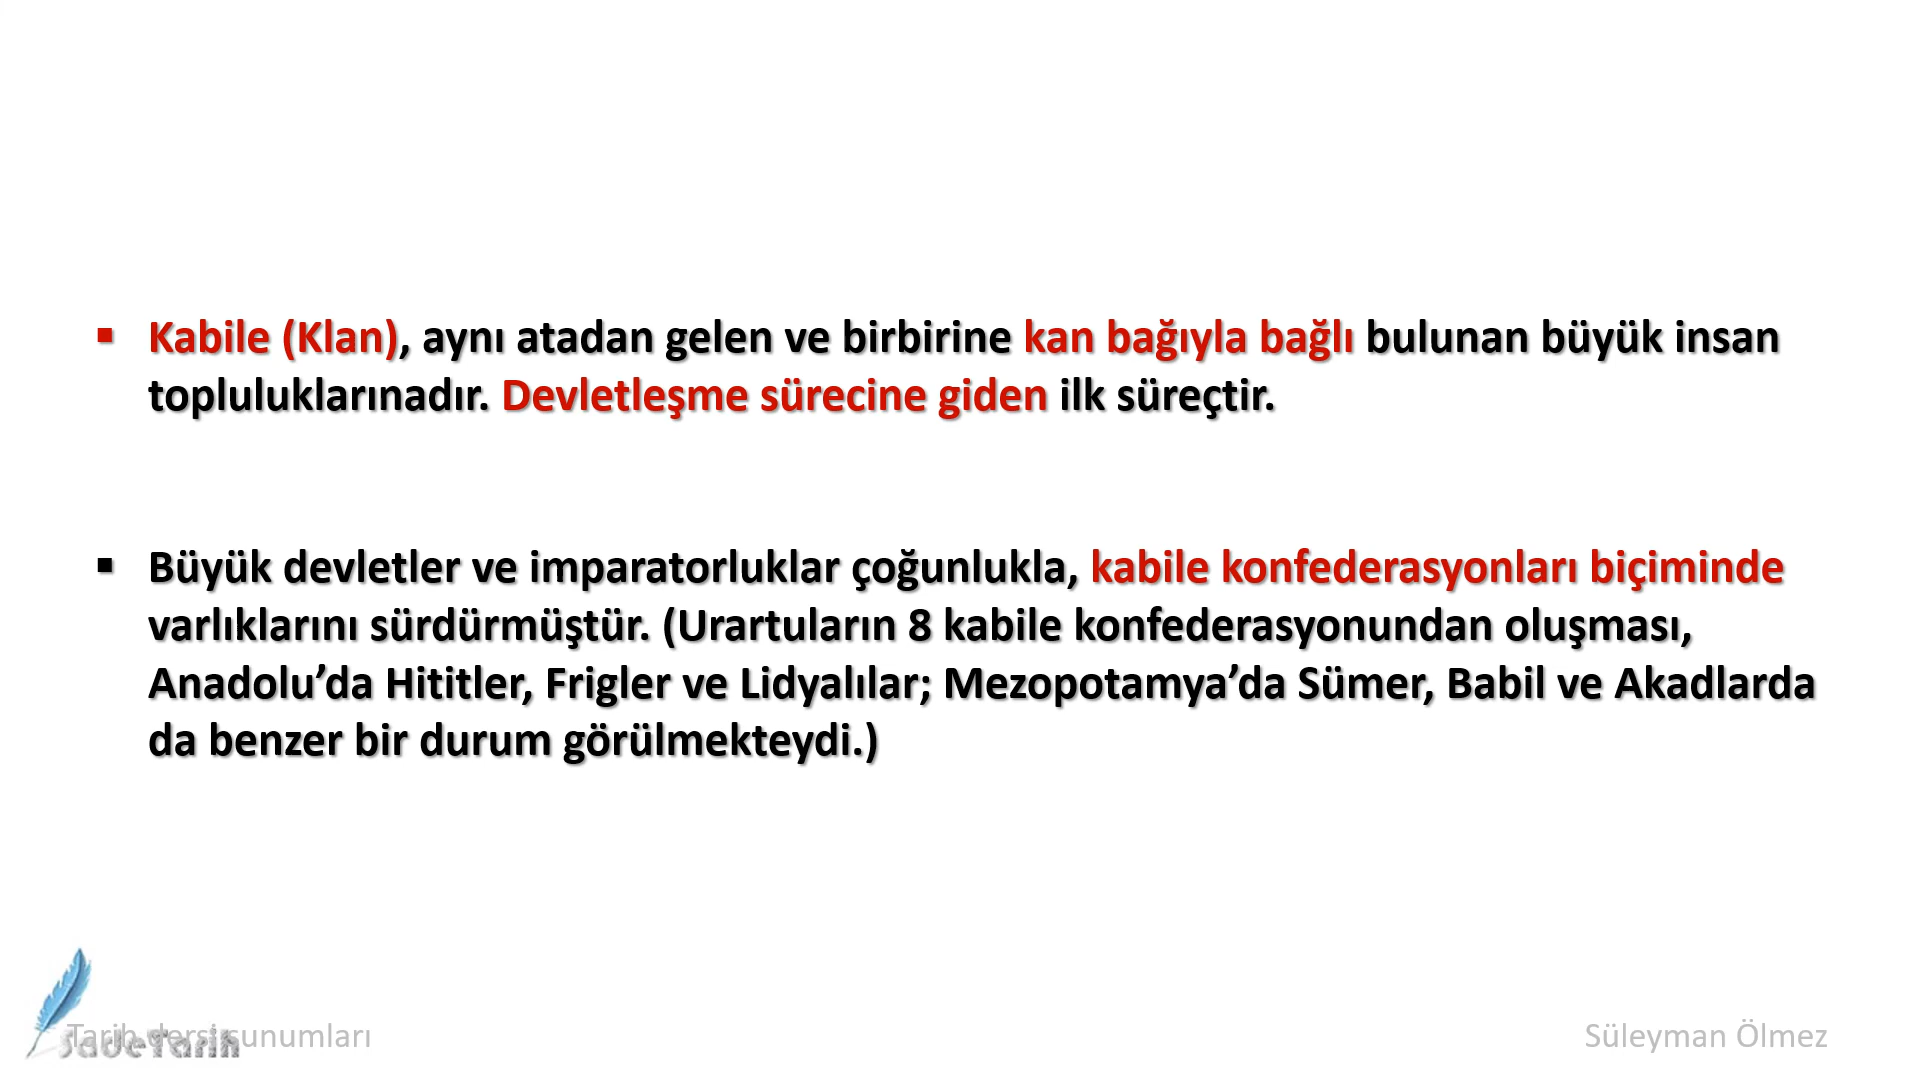 ▪ Kabile (Klan), aynı atadan gelen ve birbirine kan bağıyla bağlı bulunan büyük insan
topluluklarınadır. Devletleşme sürecine giden ilk süreçtir.
▪ Büyük devletler ve imparatorluklar çoğunlukla, kabile konfederasyonları biçiminde
varlıklarını sürdürmüştür. (Urartuların 8 kabile konfederasyonundan oluşması,
Anadolu’da Hititler, Frigler ve Lidyalılar; Mezopotamya’da Sümer, Babil ve Akadlarda
da benzer bir durum görülmekteydi.)
Tarih dersi sunumları
SadeTarih
Süleyman Ölmez